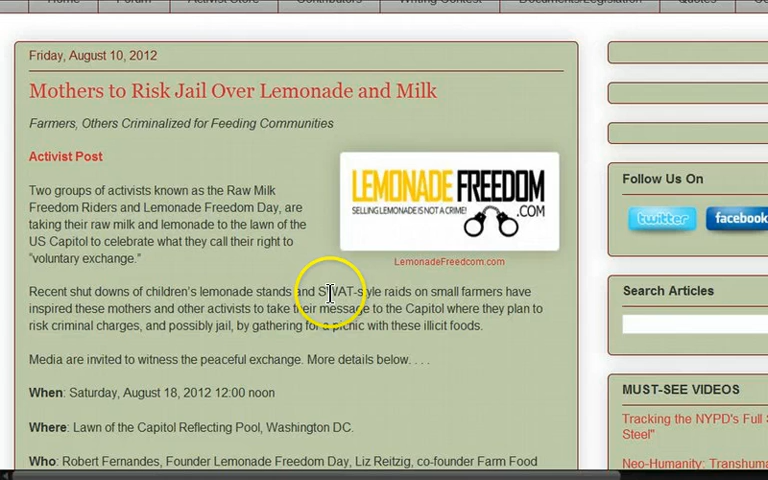 Home Forum Activist Store Contributors Writing Contest Documents/Legislation Quotes
Friday, August 10, 2012
Mothers to Risk Jail Over Lemonade and Milk
Farmers, Others Criminalized for Feeding Communities
Activist Post
LEMONADE FREEDOM
SELLING LEMONADE IS NOT A CRIME!
.COM
LemonadeFreedom.com
Two groups of activists known as the Raw Milk
Freedom Riders and Lemonade Freedom Day, are
taking their raw milk and lemonade to the lawn of the
US Capitol to celebrate what they call their right to
“voluntary exchange.”
Recent shut downs of children’s lemonade stands and SWAT-style raids on small farmers have
inspired these mothers and other activists to take their message to the Capitol where they plan to
risk criminal charges, and possibly jail, by gathering for a picnic with these illicit foods.
Media are invited to witness the peaceful exchange. More details below. . . .
When: Saturday, August 18, 2012 12:00 noon
Where: Lawn of the Capitol Reflecting Pool, Washington DC.
Who: Robert Fernandes, Founder Lemonade Freedom Day, Liz Reitzig, co-founder Farm Food
Follow Us On
twitter facebook
Search Articles
MUST-SEE VIDEOS
Tracking the NYPD's Full
Steel"
Neo-Humanity: